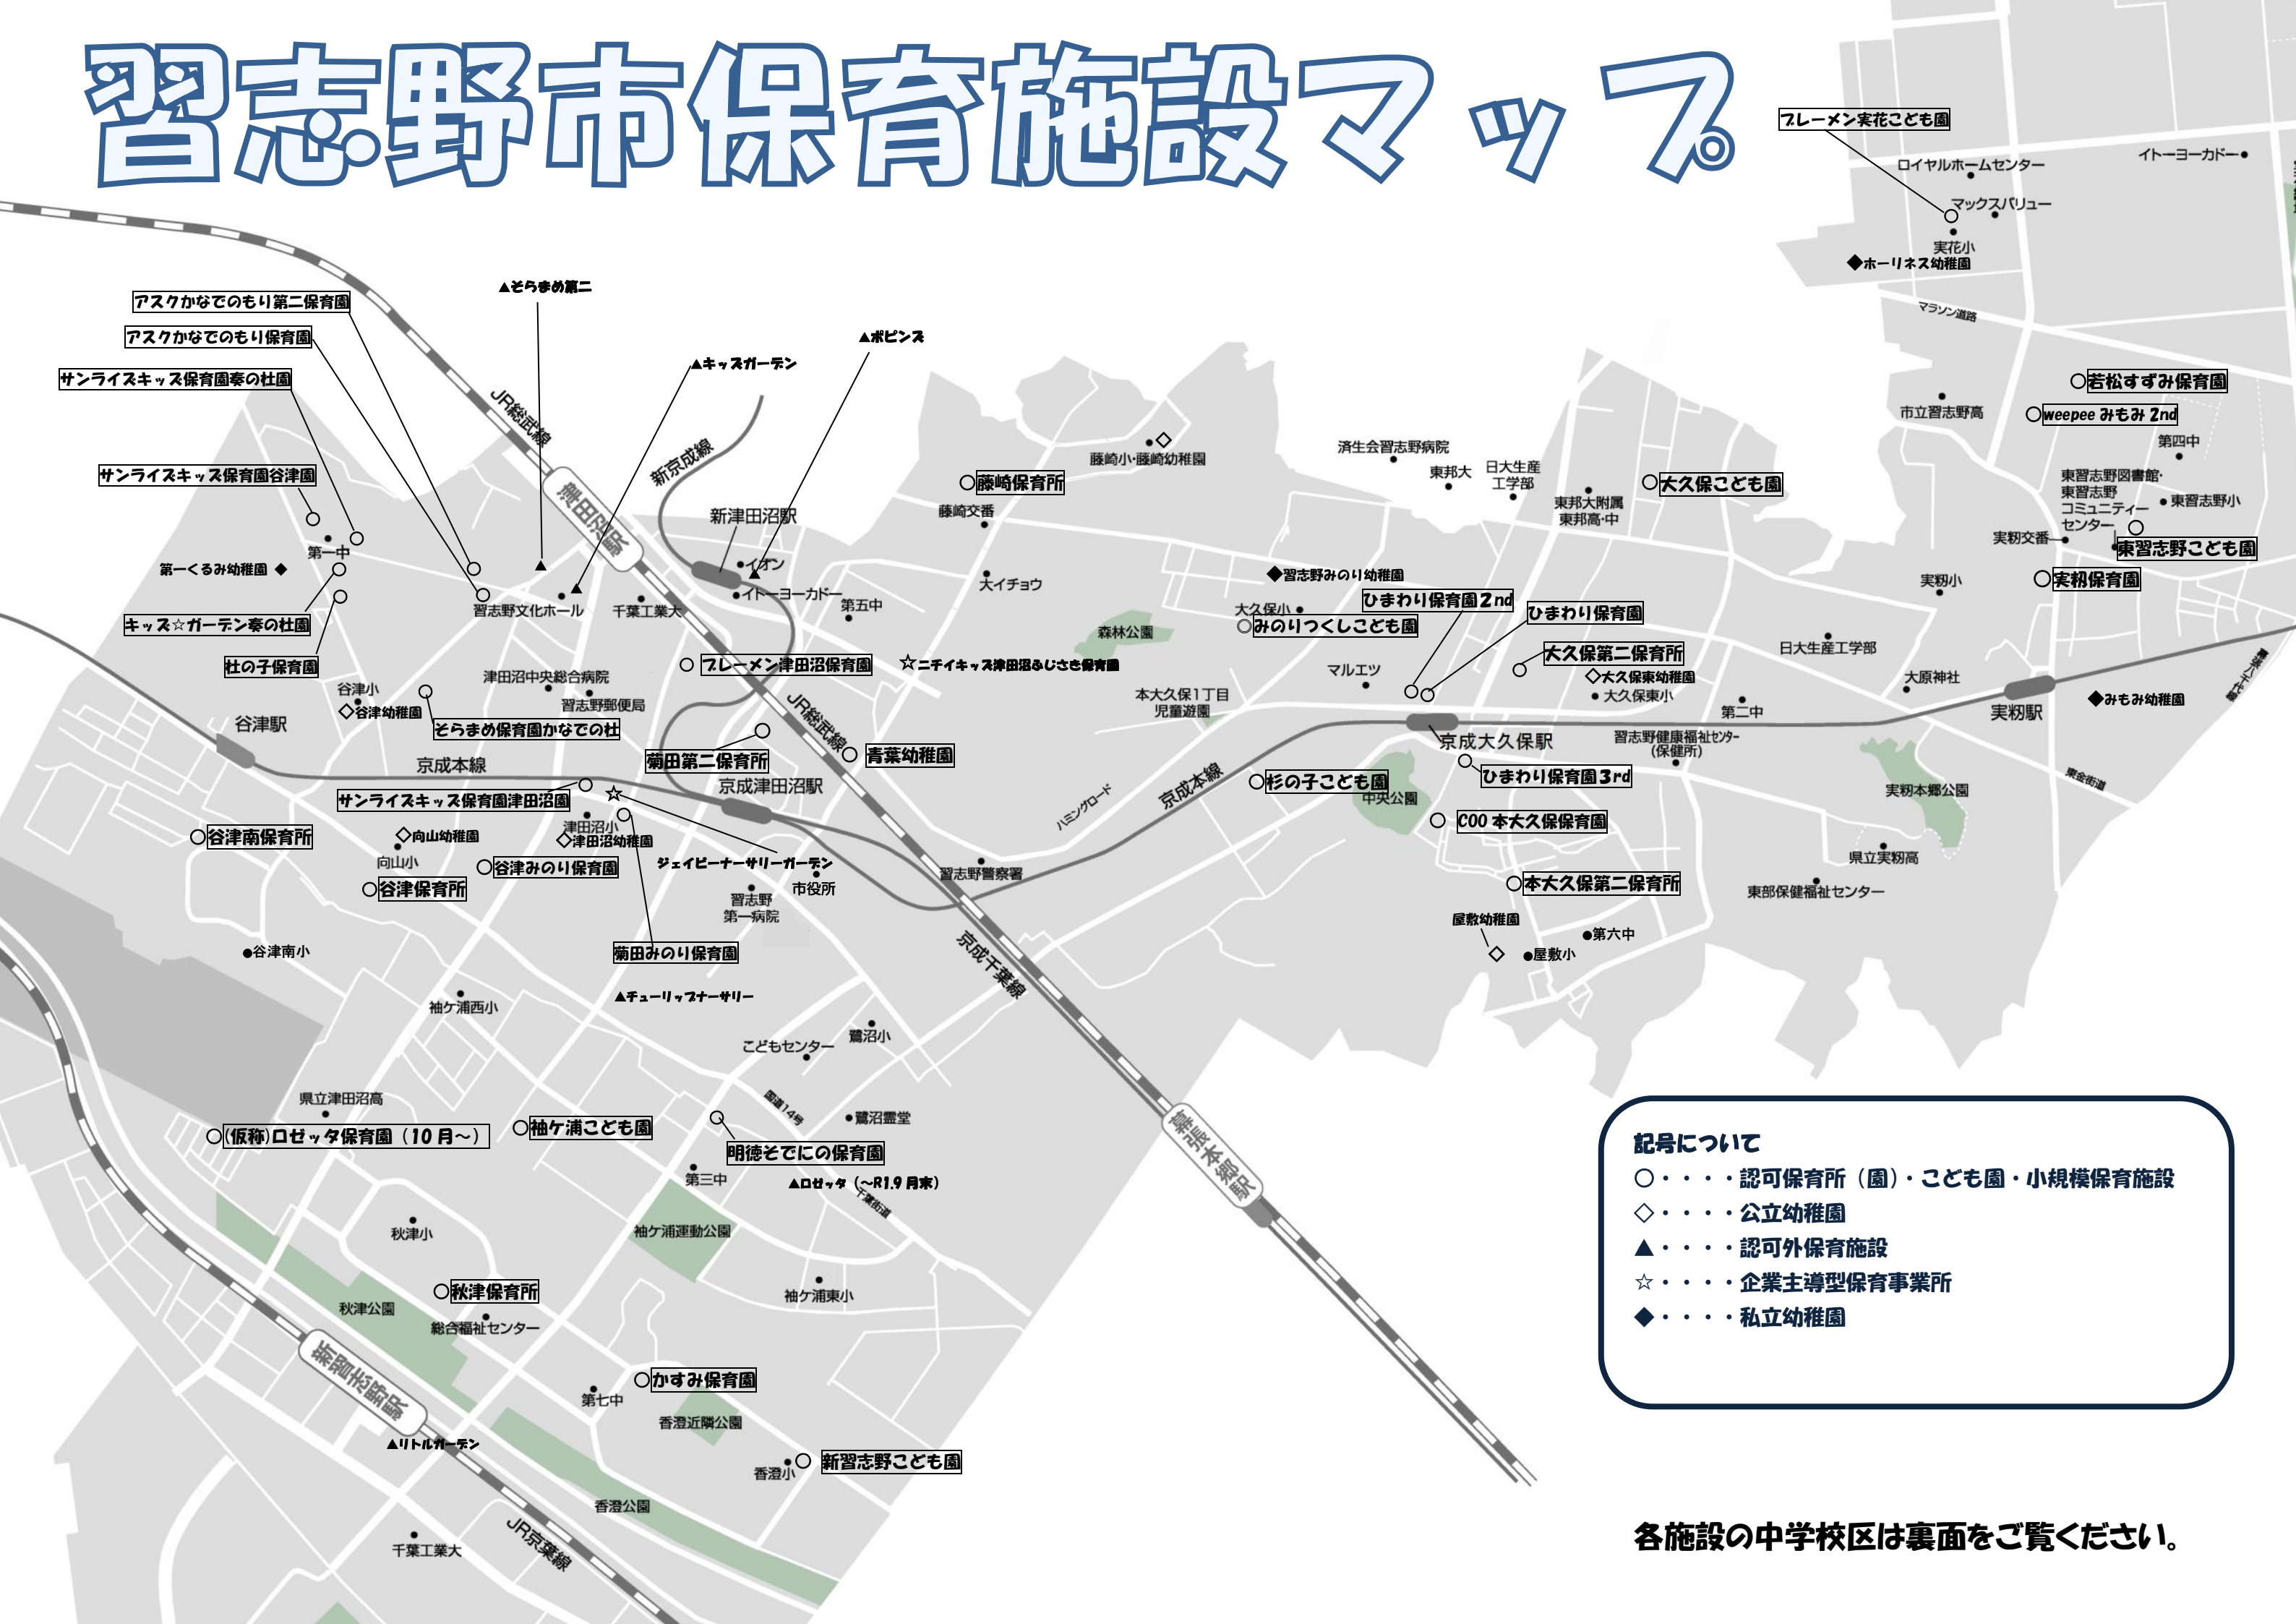 習志野市保育施設マップ
ブレーメン実花こども園
ロイヤルホームセンター
イトーヨーカドー
マックスバリュー
実花小
◆ホーリネス幼稚園
マラソン道路
▲そらまめ第二
アスクかなでのもり第二保育園
アスクかなでのもり保育園
▲ポピンズ
▲キッズガーデン
サンライズキッズ保育園奏の杜園
JR総武線
新京成線
サンライズキッズ保育園谷津園
津田沼駅
新津田沼駅
第一中
第一くるみ幼稚園 ◆
キッズ☆ガーデン奏の杜園
杜の子保育園
習志野文化ホール
千葉工業大
イオン
イトーヨーカドー
第五中
○藤崎保育所
藤崎交番
藤崎小・藤崎幼稚園
大イチョウ
森林公園
済生会習志野病院
東邦大
日大生産
工学部
東邦大附属
東邦高・中
○大久保こども園
市立習志野高
○若松すずみ保育園
○weepee みもみ 2nd
第四中
東習志野図書館・
東習志野
コミュニティー
センター
東習志野小
実籾交番
東習志野こども園
○実籾保育園
実籾小
◆習志野みのり幼稚園
大久保小
○みのりつくしこども園
ひまわり保育園2nd
ひまわり保育園
大久保第二保育所
◇大久保東幼稚園
大久保東小
マルエツ
本大久保1丁目
児童遊園
日大生産工学部
大原神社
第二中
実籾駅
◆みもみ幼稚園
東金街道
ブレーメン津田沼保育園
☆ニチイキッズ津田沼ふじさき保育園
津田沼中央総合病院
習志野郵便局
谷津小
◇谷津幼稚園
谷津駅
そらまめ保育園かなでの杜
京成本線
菊田第二保育所
JR総武線
○青葉幼稚園
京成津田沼駅
サンライズキッズ保育園津田沼園
津田沼小
◇津田沼幼稚園
○谷津南保育所
◇向山幼稚園
向山小
○谷津みのり保育園
○谷津保育所
ジェイピーナーサリーガーデン
市役所
習志野
第一病院
習志野警察署
ハミングロード
京成本線
○杉の子こども園
中央公園
京成大久保駅
ひまわり保育園3rd
習志野健康福祉センター
(保健所)
○COO 本大久保保育園
実籾本郷公園
県立実籾高
東部保健福祉センター
○本大久保第二保育所
屋敷幼稚園
●第六中
●屋敷小
●谷津南小
菊田みのり保育園
▲チューリップナーサリー
京成千葉線
袖ケ浦西小
鷺沼小
こどもセンター
国道14号
鷺沼霊堂
県立津田沼高
○(仮称)ロゼッタ保育園(10月～)
○袖ケ浦こども園
明徳そでにの保育園
第三中
▲ロゼッタ(～R1.9月末)
千葉街道
幕張本郷駅
袖ケ浦運動公園
袖ケ浦東小
秋津小
○秋津保育所
秋津公園
総合福祉センター
新習志野駅
○かすみ保育園
第七中
香澄近隣公園
▲リトルガーデン
香澄小
○新習志野こども園
香澄公園
千葉工業大
JR京葉線
記号について
○・・・・認可保育所(園)・こども園・小規模保育施設
◇・・・・公立幼稚園
▲・・・・認可外保育施設
☆・・・・企業主導型保育事業所
◆・・・・私立幼稚園
各施設の中学校区は裏面をご覧ください。